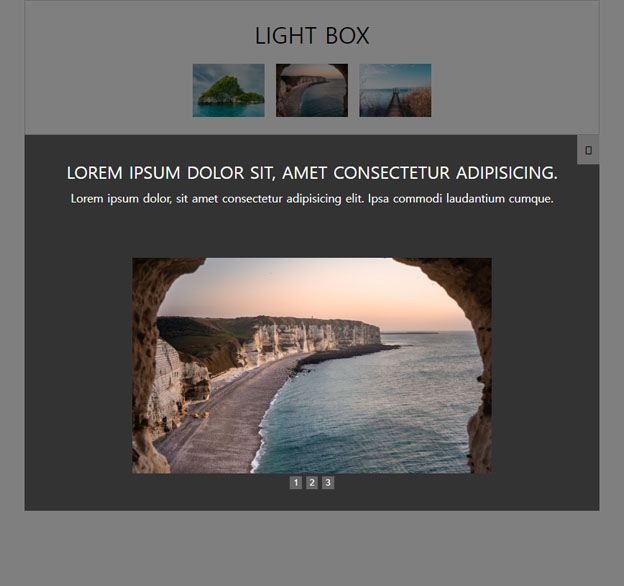 LIGHT BOX
LOREM IPSUM DOLOR SIT, AMET CONSECTETUR ADIPISICING.
Lorem ipsum dolor, sit amet consectetur adipisicing elit. Ipsa commodi laudantium cumque.
1 2 3